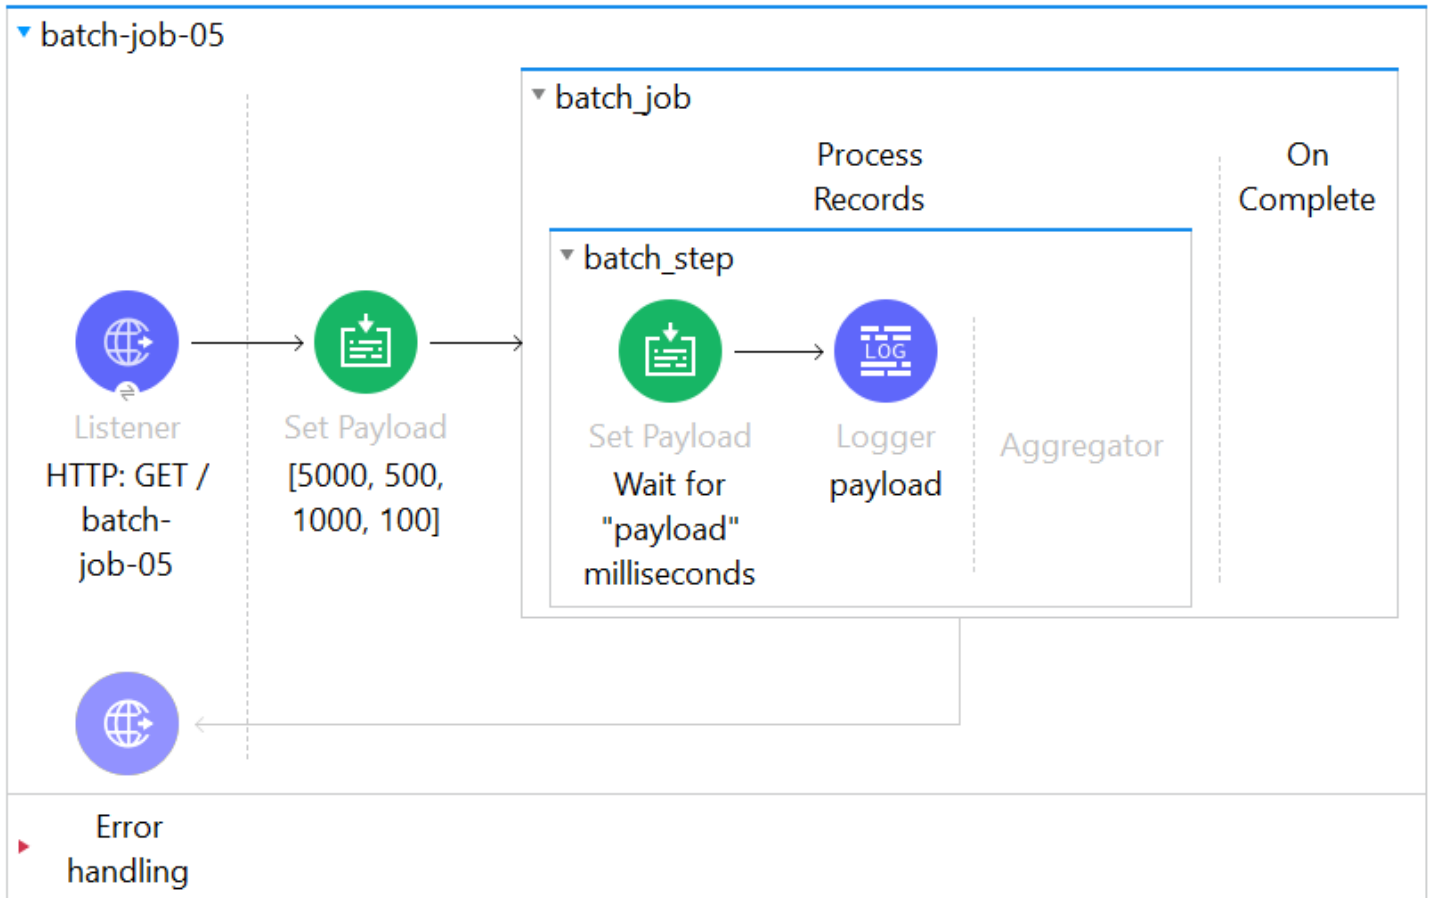 batch-job-05
batch_job
Process
Records
On
Complete
batch_step
LOG
Listener
HTTP: GET /
batch-
job-05
Set Payload
[5000, 500,
1000, 100]
Set Payload
Wait for
"payload"
milliseconds
Logger
payload
Aggregator
Error
handling